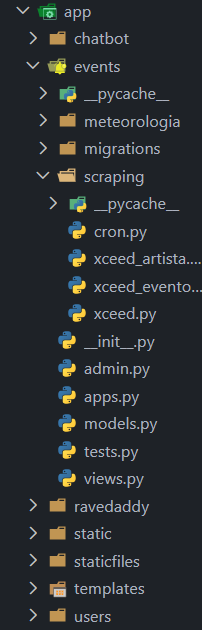 app
chatbot
events
__pycache__
meteorologia
migrations
scraping
__pycache__
cron.py
xceed_artista....
xceed_evento...
xceed.py
__init__.py
admin.py
apps.py
models.py
tests.py
views.py
ravedaddy
static
staticfiles
templates
users